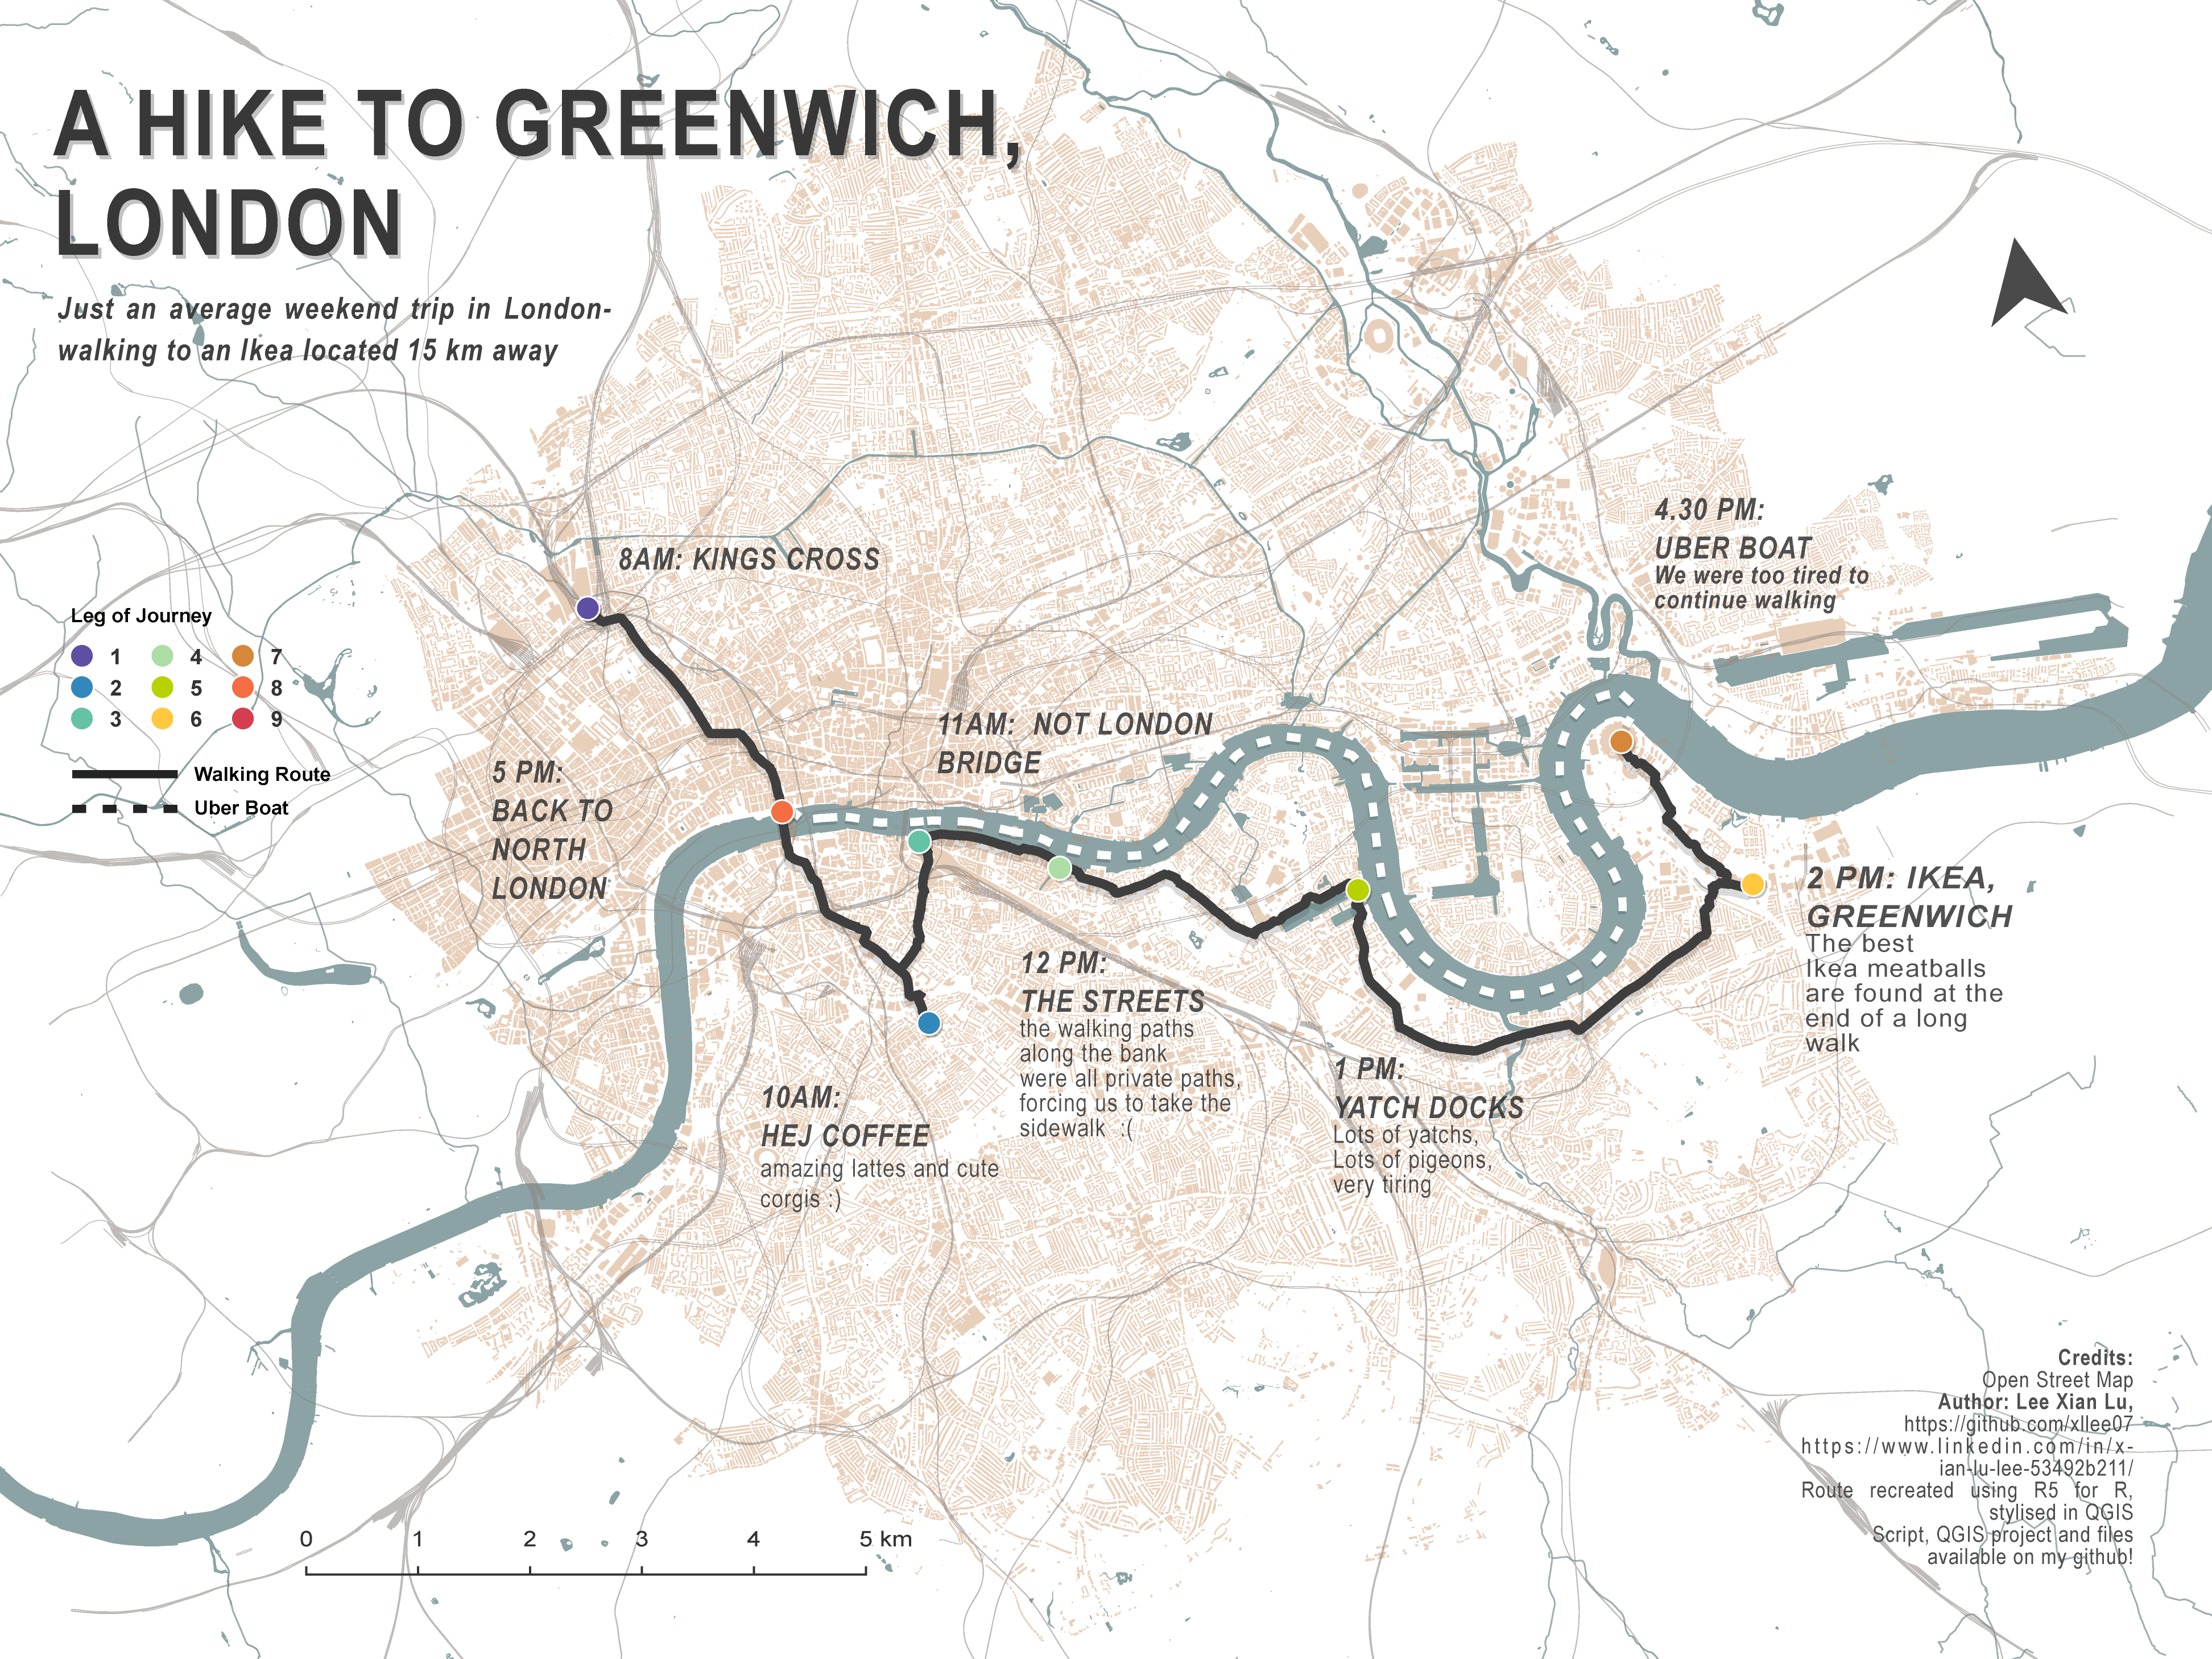 A HIKE TO GREENWICH,
LONDON
Just an average weekend trip in London-
walking to an Ikea located 15 km away
4.30 PM:
UBER BOAT
We were too tired to
continue walking
8AM: KINGS CROSS
Leg of Journey
1 4 7
2 5 8
3 6 9
Walking Route
Uber Boat
11AM: NOT LONDON
BRIDGE
5 PM:
BACK TO
NORTH
LONDON
2 PM: IKEA,
GREENWICH
The best
Ikea meatballs
are found at the
end of a long
walk
12 PM:
THE STREETS
the walking paths
along the bank
were all private paths,
forcing us to take the
sidewalk :(
1 PM:
YATCH DOCKS
Lots of yatchs,
Lots of pigeons,
very tiring
10AM:
HEJ COFFEE
amazing lattes and cute
corgis :)
Credits:
Open Street Map
Author: Lee Xian Lu,
https://github.com/xllee07
https://www.linkedin.com/in/x-
ian-lu-lee-53492b211/
Route recreated using R5 for R,
stylised in QGIS
Script, QGIS project and files
available on my github!
0 1 2 3 4 5 km